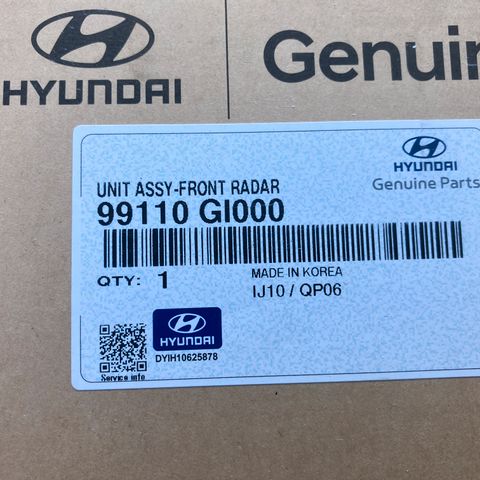 HYUNDAI
Genuin
HYUNDAI
Genuine Parts
UNIT ASSY-FRONT RADAR
99110 GI000
QTY: 1
MADE IN KOREA
IJ10 / QP06
HYUNDAI
DYIH10625878
Service info